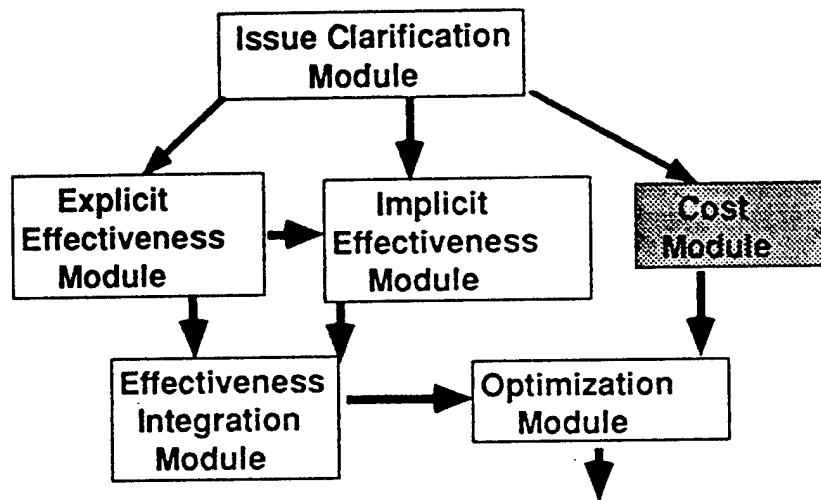 Issue Clarification
Module
Explicit
Effectiveness
Module
Implicit
Effectiveness
Module
Cost
Module
Effectiveness
Integration
Module
Optimization
Module